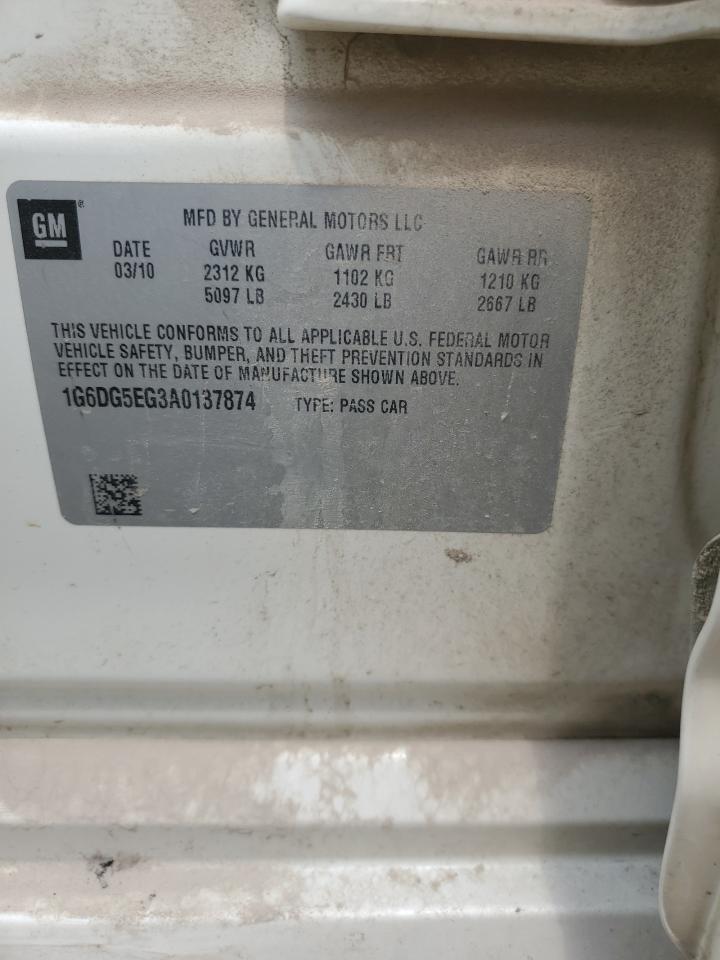 GM ® MFD BY GENERAL MOTORS LLC
DATE GVWR GAWR FRT GAWR RR
03/10 2312 KG 1102 KG 1210 KG
5097 LB 2430 LB 2667 LB
THIS VEHICLE CONFORMS TO ALL APPLICABLE U.S. FEDERAL MOTOR
VEHICLE SAFETY, BUMPER, AND THEFT PREVENTION STANDARDS IN
EFFECT ON THE DATE OF MANUFACTURE SHOWN ABOVE.
1G6DG5EG3A0137874 TYPE: PASS CAR